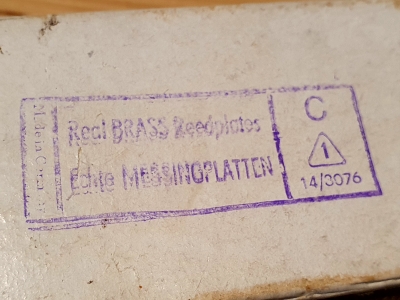 Real BRASS Reedplates
Echte MESSINGPLATTEN
C
1
14/3076